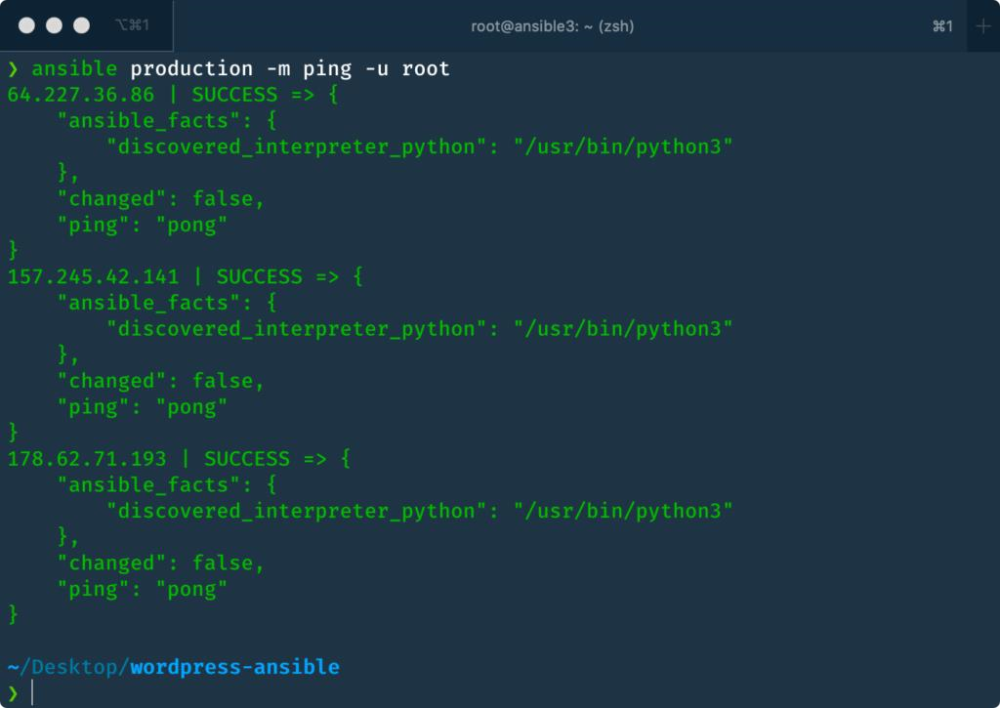 ⌥⌘1 root@ansible3: ~ (zsh) ⌘1 +
❯ ansible production -m ping -u root
64.227.36.86 | SUCCESS => {
    "ansible_facts": {
        "discovered_interpreter_python": "/usr/bin/python3"
    },
    "changed": false,
    "ping": "pong"
}
157.245.42.141 | SUCCESS => {
    "ansible_facts": {
        "discovered_interpreter_python": "/usr/bin/python3"
    },
    "changed": false,
    "ping": "pong"
}
178.62.71.193 | SUCCESS => {
    "ansible_facts": {
        "discovered_interpreter_python": "/usr/bin/python3"
    },
    "changed": false,
    "ping": "pong"
}
~/Desktop/wordpress-ansible
❯